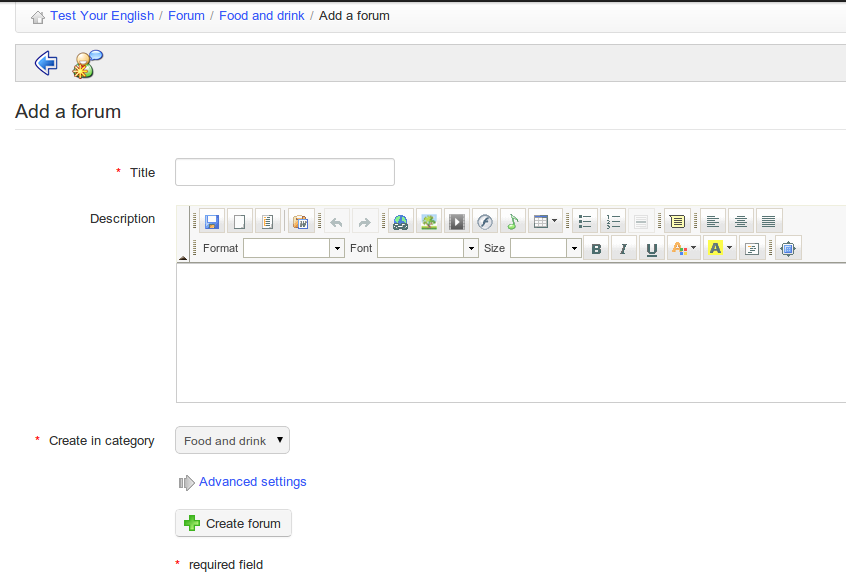 Test Your English / Forum / Food and drink / Add a forum
Add a forum
* Title
Description
Format Font Size
B I U A A
* Create in category Food and drink
Advanced settings
Create forum
* required field